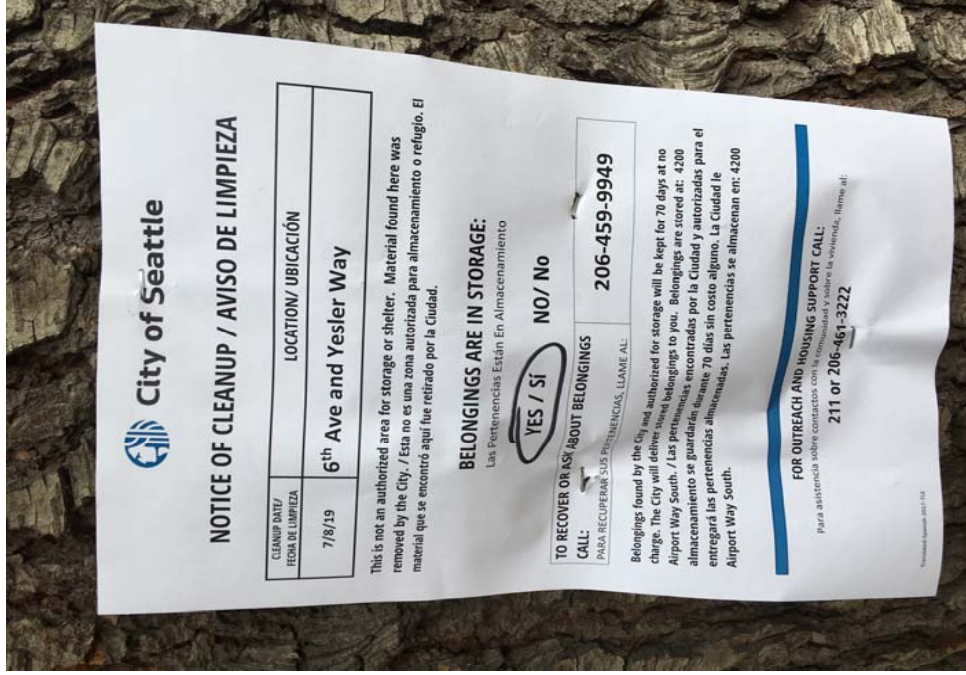 City of Seattle
NOTICE OF CLEANUP / AVISO DE LIMPIEZA
CLEANUP DATE/
FECHA DE LIMPIEZA
LOCATION/ UBICACIÓN
7/8/19
6th Ave and Yesler Way
This is not an authorized area for storage or shelter. Material found here was
removed by the City. / Esta no es una zona autorizada para almacenamiento o refugio. El
material que se encontró aquí fue retirado por la Ciudad.
BELONGINGS ARE IN STORAGE:
Las Pertenencias Están En Almacenamiento
YES / Sí NO/ No
TO RECOVER OR ASK ABOUT BELONGINGS
CALL:
PARA RECUPERAR SUS PERTENENCIAS, LLAME AL:
206-459-9949
Belongings found by the City and authorized for storage will be kept for 70 days at no
charge. The City will deliver stored belongings to you. Belongings are stored at: 4200
Airport Way South. / Las pertenencias encontradas por la Ciudad y autorizadas para el
almacenamiento se guardarán durante 70 días sin costo alguno. La Ciudad le
entregará las pertenencias almacenadas. Las pertenencias se almacenan en: 4200
Airport Way South.
FOR OUTREACH AND HOUSING SUPPORT CALL:
Para asistencia sobre contactos con la comunidad y sobre la vivienda, llame al:
211 or 206-461-3222
Translated Spanish 2017